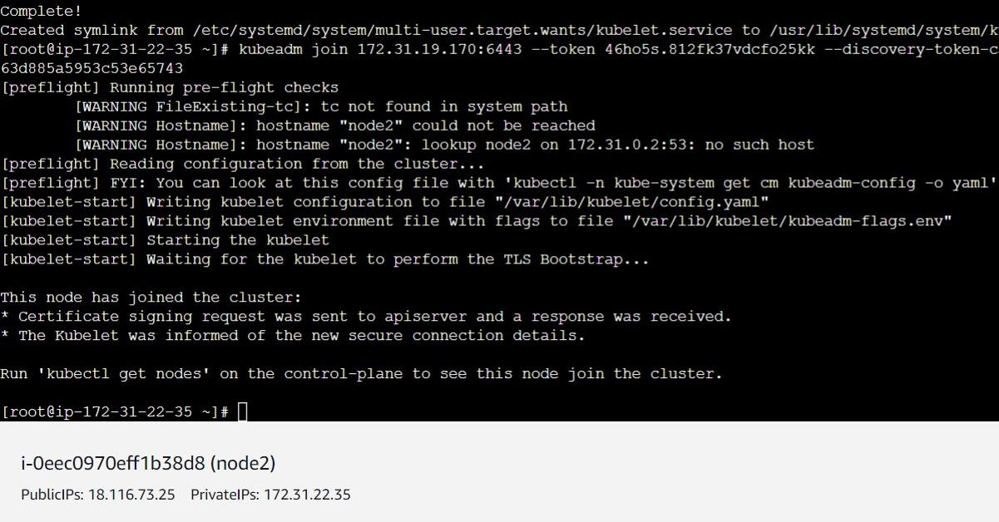 Complete!
Created symlink from /etc/systemd/system/multi-user.target.wants/kubelet.service to /usr/lib/systemd/system/k
[root@ip-172-31-22-35 ~]# kubeadm join 172.31.19.170:6443 --token 46ho5s.812fk37vdcfo25kk --discovery-token-c
63d885a5953c53e65743
[preflight] Running pre-flight checks
[WARNING FileExisting-tc]: tc not found in system path
[WARNING Hostname]: hostname "node2" could not be reached
[WARNING Hostname]: hostname "node2": lookup node2 on 172.31.0.2:53: no such host
[preflight] Reading configuration from the cluster...
[preflight] FYI: You can look at this config file with 'kubectl -n kube-system get cm kubeadm-config -o yaml'
[kubelet-start] Writing kubelet configuration to file "/var/lib/kubelet/config.yaml"
[kubelet-start] Writing kubelet environment file with flags to file "/var/lib/kubelet/kubeadm-flags.env"
[kubelet-start] Starting the kubelet
[kubelet-start] Waiting for the kubelet to perform the TLS Bootstrap...
This node has joined the cluster:
* Certificate signing request was sent to apiserver and a response was received.
* The Kubelet was informed of the new secure connection details.
Run 'kubectl get nodes' on the control-plane to see this node join the cluster.
[root@ip-172-31-22-35 ~]#
i-0eec0970eff1b38d8 (node2)
PublicIPs: 18.116.73.25 PrivateIPs: 172.31.22.35